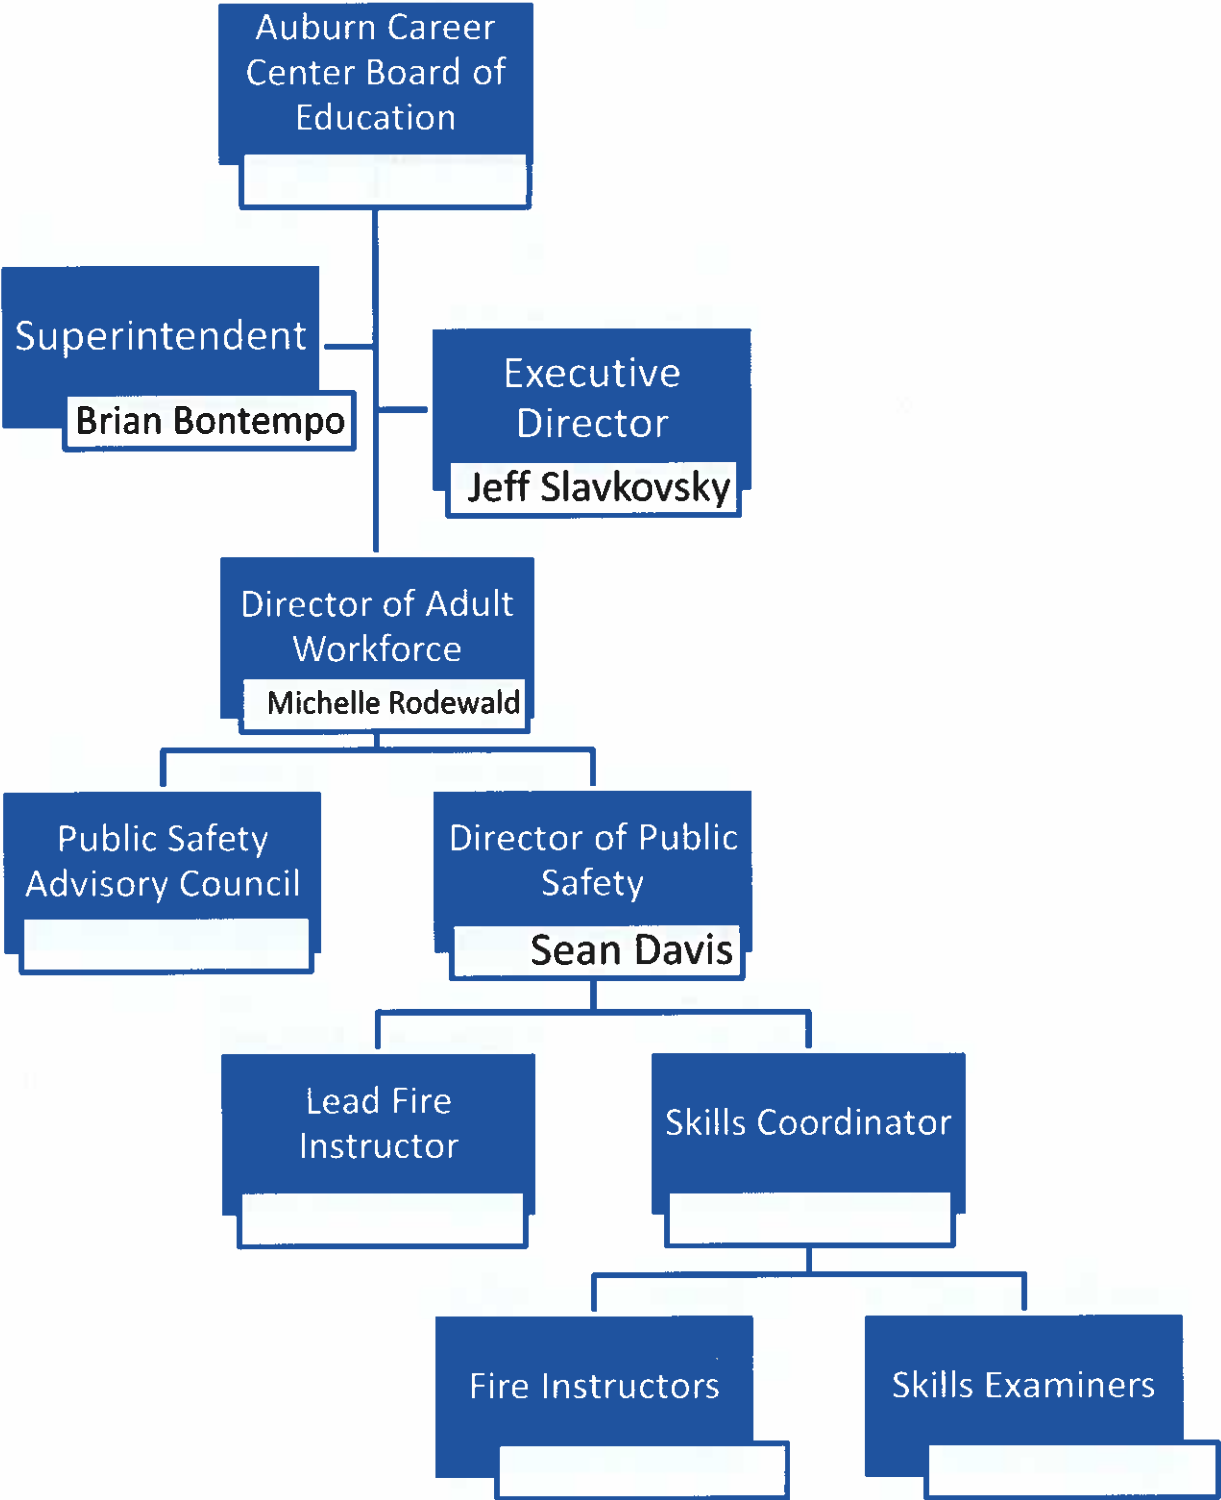 Auburn Career
Center Board of
Education
Superintendent
Brian Bontempo
Executive
Director
Jeff Slavkovsky
Director of Adult
Workforce
Michelle Rodewald
Public Safety
Advisory Council
Director of Public
Safety
Sean Davis
Lead Fire
Instructor
Skills Coordinator
Fire Instructors
Skills Examiners